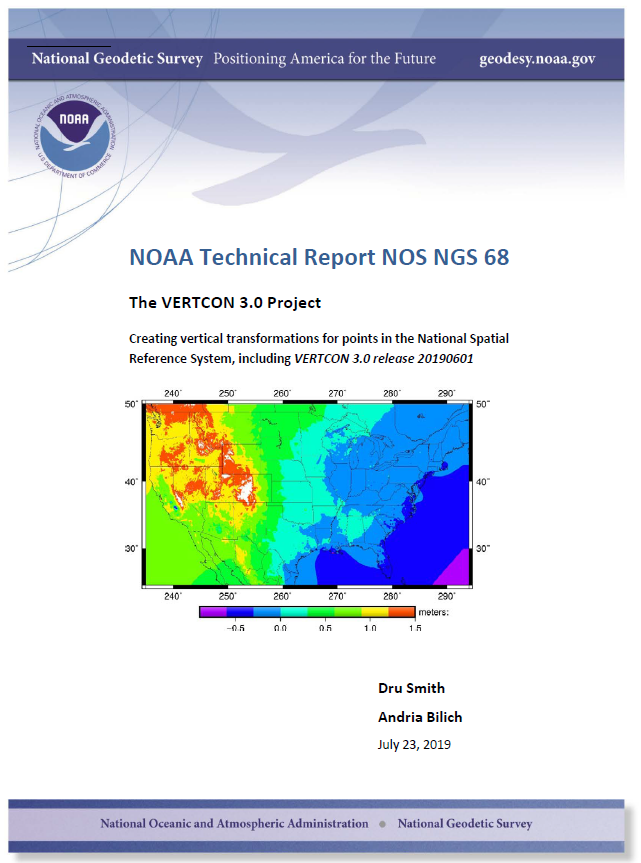 National Geodetic Survey Positioning America for the Future geodesy.noaa.gov
NATIONAL OCEANIC AND ATMOSPHERIC ADMINISTRATION
NOAA
U.S. DEPARTMENT OF COMMERCE
NOAA Technical Report NOS NGS 68
The VERTCON 3.0 Project
Creating vertical transformations for points in the National Spatial
Reference System, including VERTCON 3.0 release 20190601
240° 250° 260° 270° 280° 290°
50° 50°
40° 40°
30° 30°
240° 250° 260° 270° 280° 290°
meters:
−0.5 0.0 0.5 1.0 1.5
Dru Smith
Andria Bilich
July 23, 2019
National Oceanic and Atmospheric Administration ● National Geodetic Survey